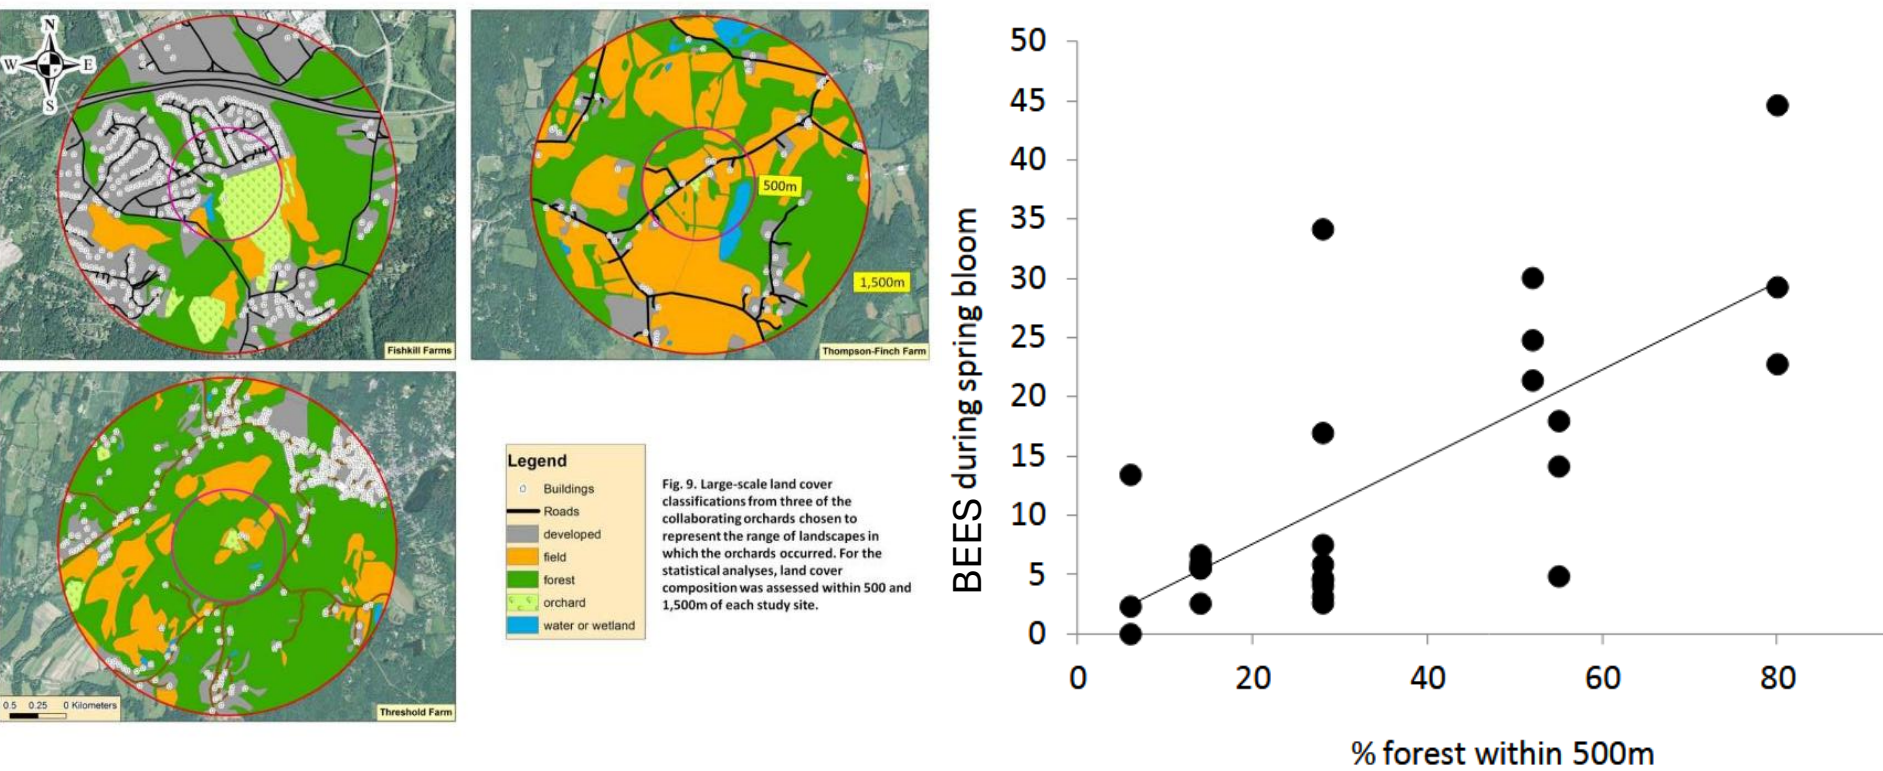 N
W E
S
Fishkill Farms
500m
1,500m
Thompson-Finch Farm
0.5 0.25 0 Kilometers
Threshold Farm
Legend
Buildings
Roads
developed
field
forest
orchard
water or wetland
Fig. 9. Large-scale land cover
classifications from three of the
collaborating orchards chosen to
represent the range of landscapes in
which the orchards occurred. For the
statistical analyses, land cover
composition was assessed within 500 and
1,500m of each study site.
BEES during spring bloom
50
45
40
35
30
25
20
15
10
5
0
0 20 40 60 80
% forest within 500m